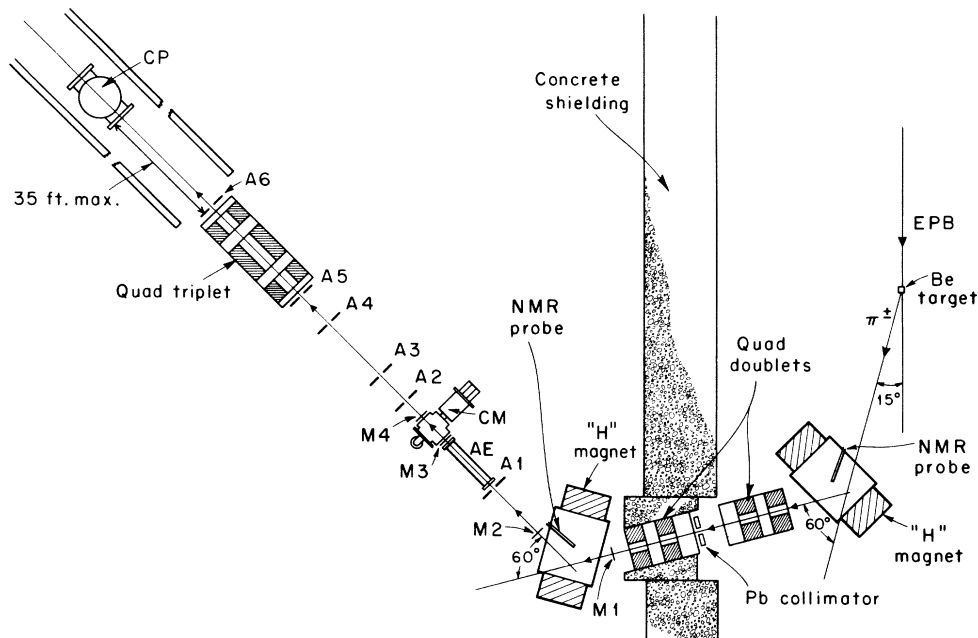 CP
Concrete
shielding
35 ft. max.
A6
EPB
Quad triplet
A5
Be
target
A4
NMR
probe
π±
Quad
doublets
A3
A2
15°
CM
M4
"H"
magnet
NMR
probe
AE
A1
M3
M2
60°
60°
"H"
magnet
M1
Pb collimator